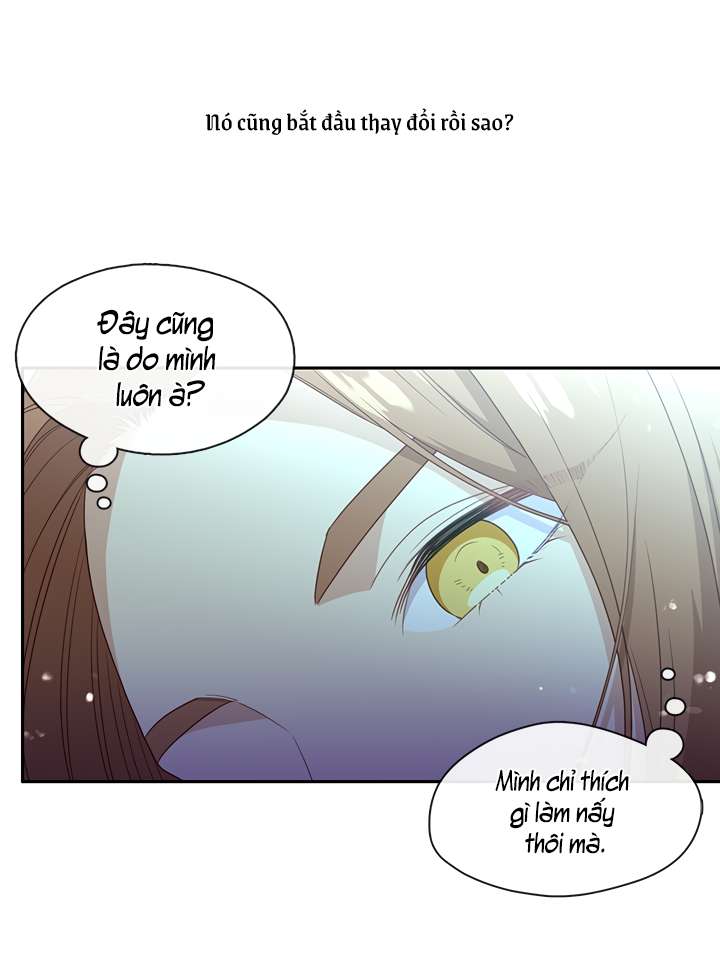 Nó cũng bắt đầu thay đổi rồi sao?
Đây cũng
là do mình
luôn à?
Mình chỉ thích
gì làm nấy
thôi mà.